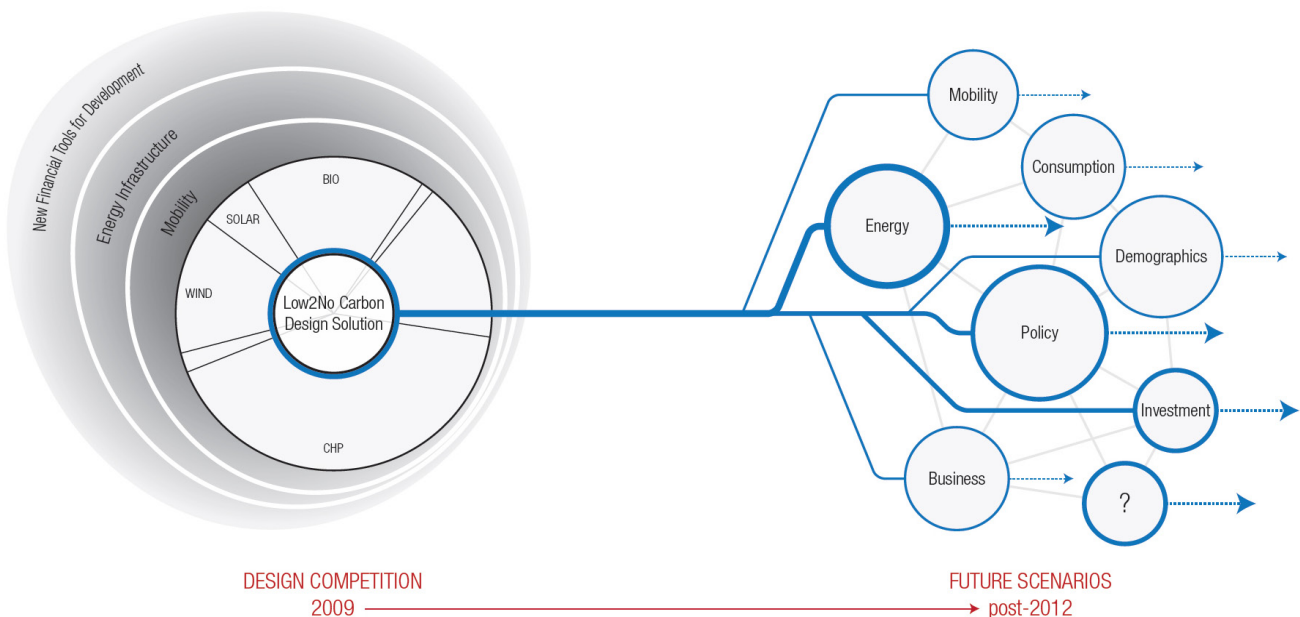 New Financial Tools for Development
Energy Infrastructure
Mobility
BIO
SOLAR
WIND
CHP
Low2No Carbon
Design Solution
Mobility
Consumption
Energy
Demographics
Policy
Investment
Business
?
DESIGN COMPETITION
2009
FUTURE SCENARIOS
post-2012